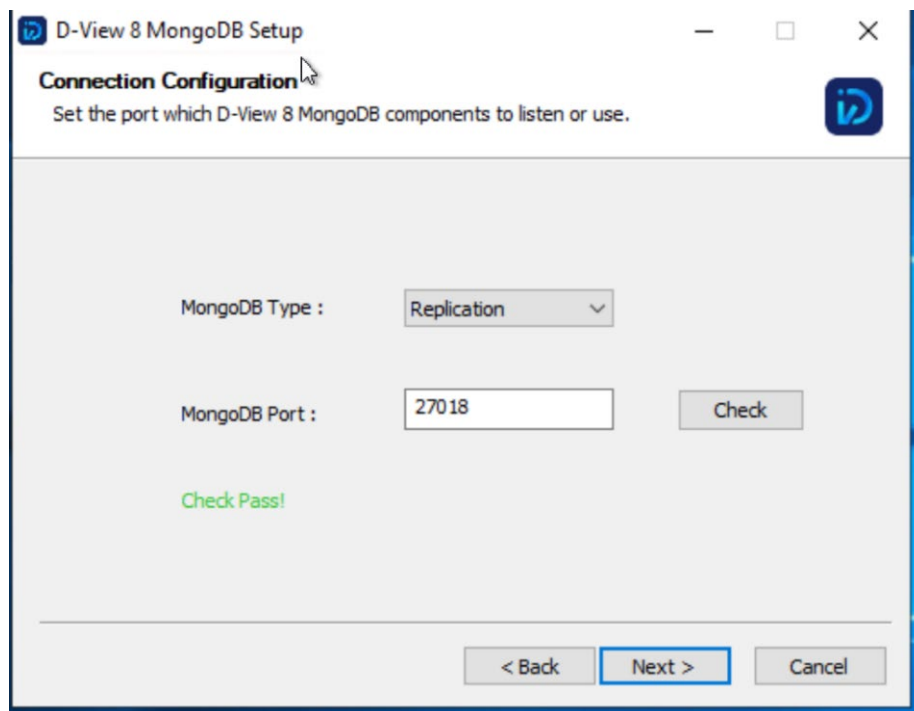 D-View 8 MongoDB Setup
Connection Configuration
Set the port which D-View 8 MongoDB components to listen or use.
MongoDB Type :
Replication
MongoDB Port :
27018
Check
Check Pass!
< Back
Next >
Cancel